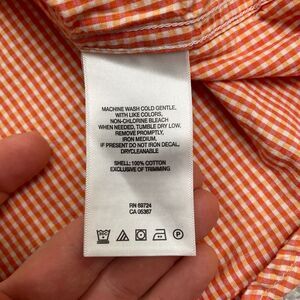 MACHINE WASH COLD GENTLE,
WITH LIKE COLORS,
NON-CHLORINE BLEACH
WHEN NEEDED, TUMBLE DRY LOW.
REMOVE PROMPTLY,
IRON MEDIUM,
IF PRESENT DO NOT IRON DECAL,
DRYCLEANABLE
SHELL: 100% COTTON
EXCLUSIVE OF TRIMMING
RN 69724
CA 05367